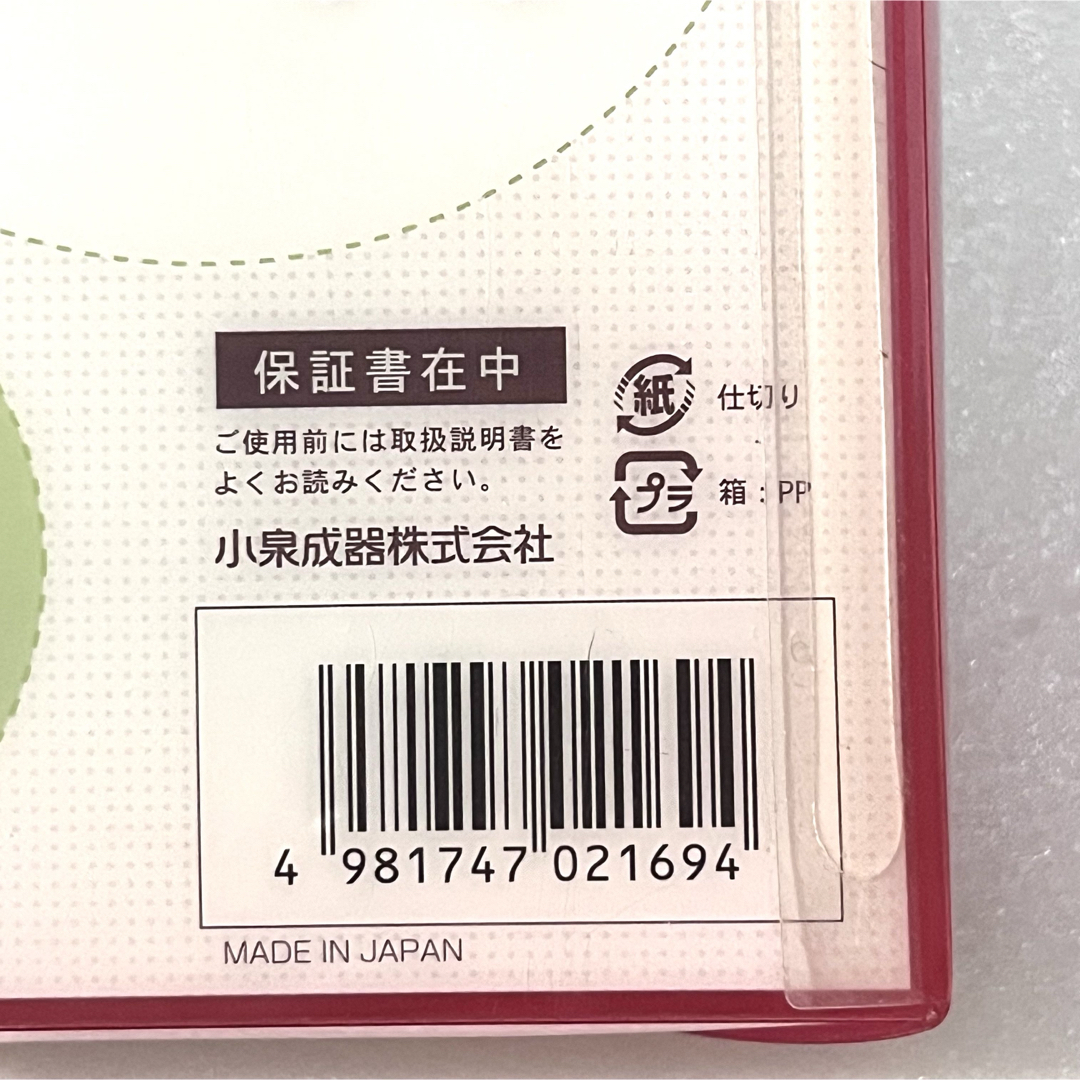 保証書在中
ご使用前には取扱説明書を
よくお読みください。
小泉成器株式会社
紙 仕切り
プラ 箱：PP
4 981747 021694
MADE IN JAPAN